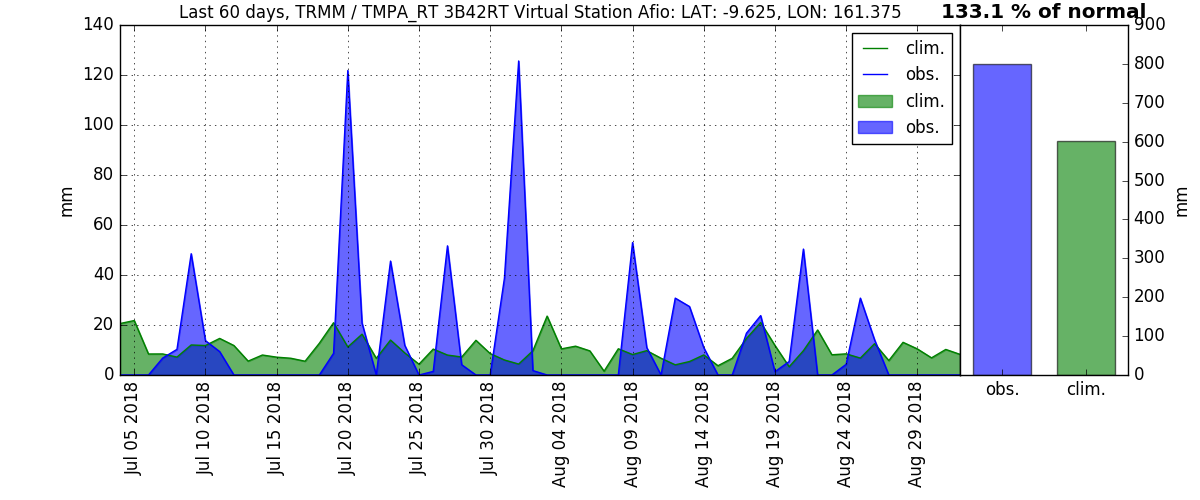 Last 60 days, TRMM / TMPA_RT 3B42RT Virtual Station Afio: LAT: -9.625, LON: 161.375
133.1 % of normal
140
120
100
80
60
40
20
0
mm
clim.
obs.
clim.
obs.
900
800
700
600
500
400
300
200
100
0
mm
obs.
clim.
Jul 05 2018
Jul 10 2018
Jul 15 2018
Jul 20 2018
Jul 25 2018
Jul 30 2018
Aug 04 2018
Aug 09 2018
Aug 14 2018
Aug 19 2018
Aug 24 2018
Aug 29 2018